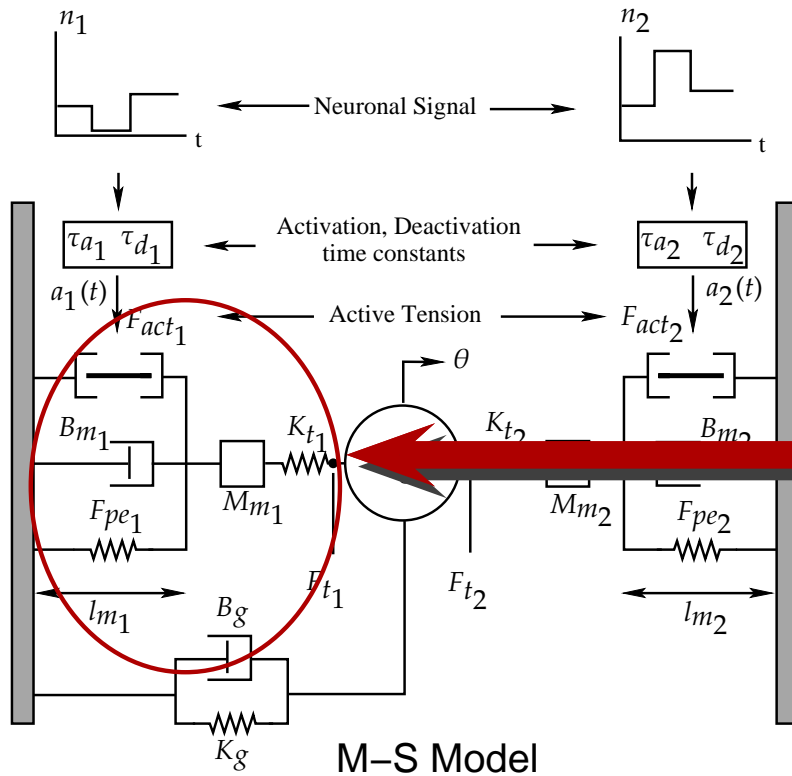 n1
n2
Neuronal Signal
t
t
τa1 τd1
Activation, Deactivation
time constants
τa2 τd2
a1(t)
a2(t)
Fact1
Active Tension
Fact2
θ
Bm1
Kt1
Kt2
Bm2
Mm1
Mm2
Fpe1
Fpe2
Ft1
Ft2
lm1
lm2
Bg
Kg
M–S Model